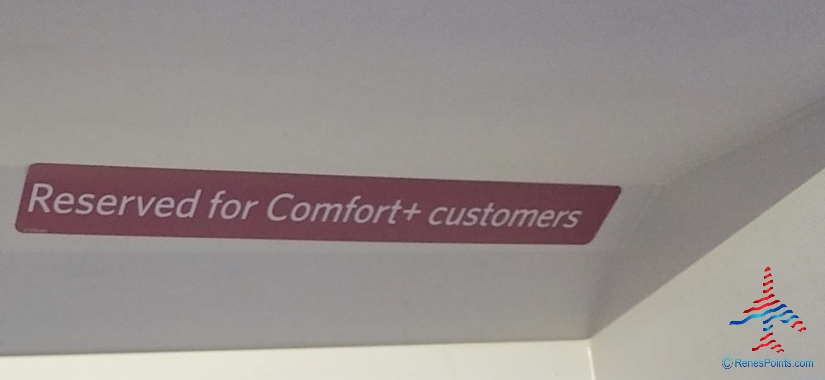 Reserved for Comfort+ customers
© RenesPoints.com